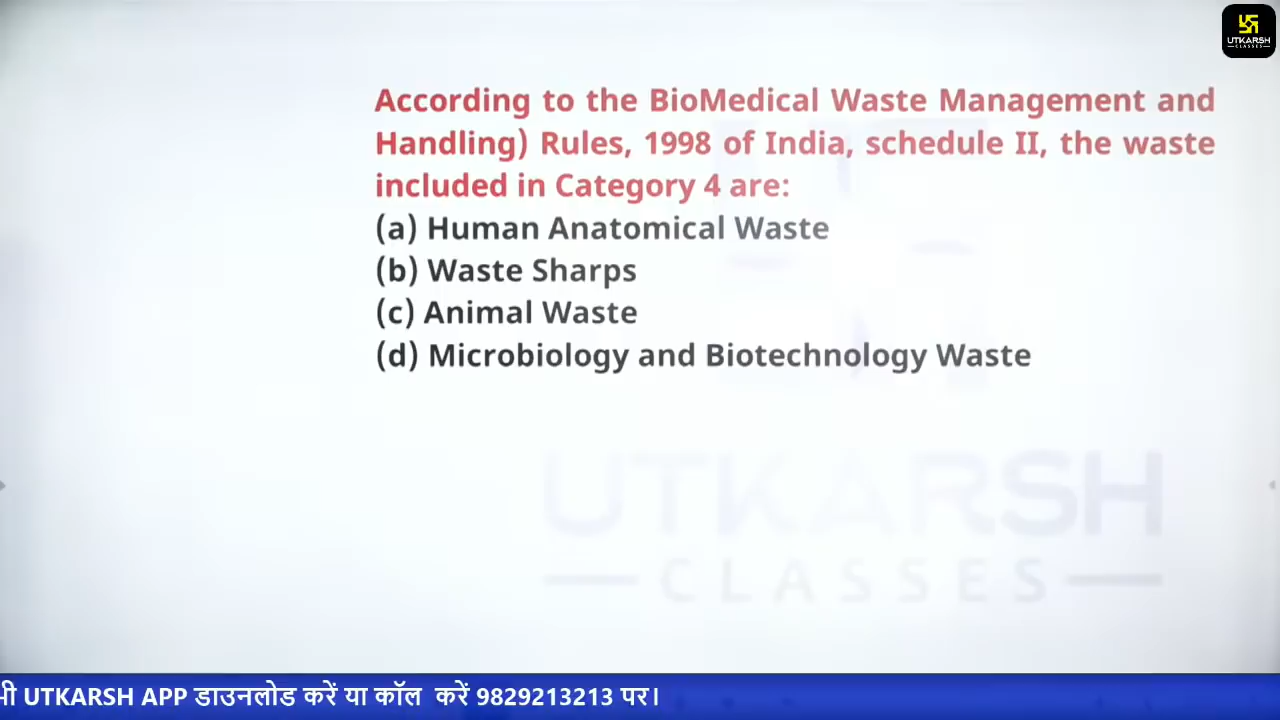 UTKARSH
CLASSES
According to the BioMedical Waste Management and
Handling) Rules, 1998 of India, schedule II, the waste
included in Category 4 are:
(a) Human Anatomical Waste
(b) Waste Sharps
(c) Animal Waste
(d) Microbiology and Biotechnology Waste
UTKARSH
CLASSES
भी UTKARSH APP डाउनलोड करें या कॉल करें 9829213213 पर।